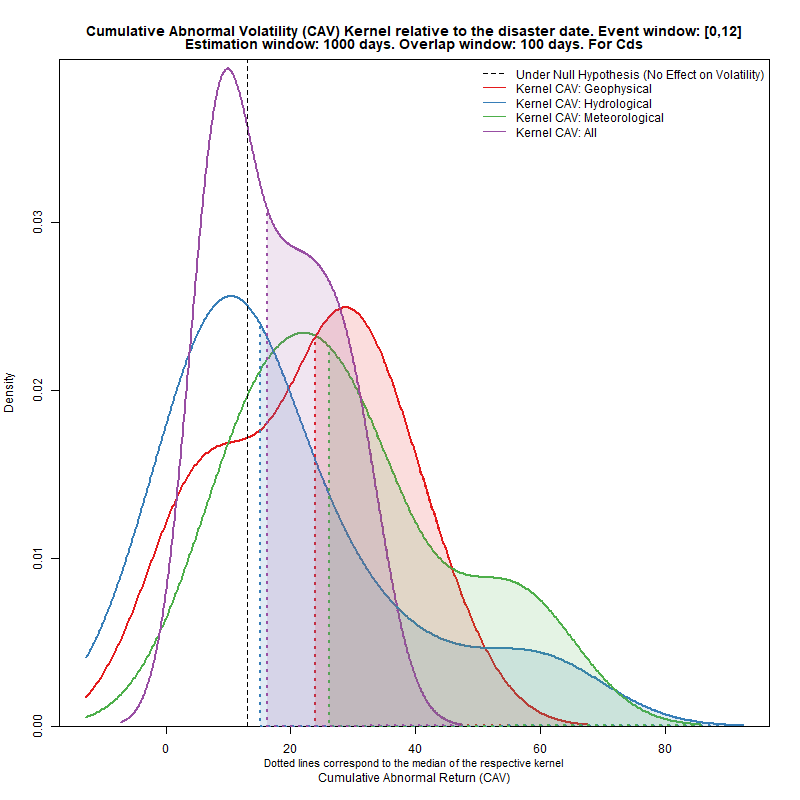 Cumulative Abnormal Volatility (CAV) Kernel relative to the disaster date. Event window: [0,12]
Estimation window: 1000 days. Overlap window: 100 days. For Cds
Under Null Hypothesis (No Effect on Volatility)
Kernel CAV: Geophysical
Kernel CAV: Hydrological
Kernel CAV: Meteorological
Kernel CAV: All
Density
0.03
0.02
0.01
0.00
0 20 40 60 80
Dotted lines correspond to the median of the respective kernel
Cumulative Abnormal Return (CAV)